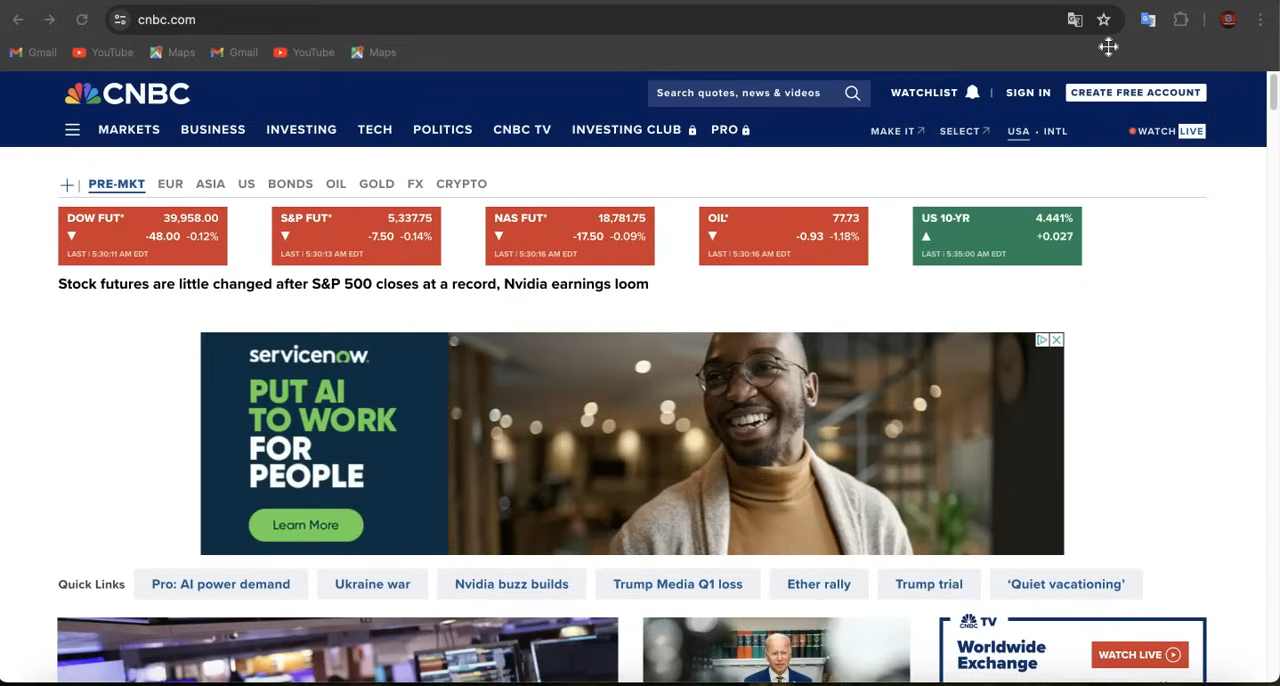 cnbc.com
Gmail YouTube Maps Gmail YouTube Maps
CNBC
Search quotes, news & videos
WATCHLIST | SIGN IN CREATE FREE ACCOUNT
MARKETS BUSINESS INVESTING TECH POLITICS CNBC TV INVESTING CLUB PRO
MAKE IT SELECT USA • INTL WATCH LIVE
PRE-MKT EUR ASIA US BONDS OIL GOLD FX CRYPTO
DOW FUT* 39,958.00
-48.00 -0.12%
LAST | 5:30:11 AM EDT
S&P FUT* 5,337.75
-7.50 -0.14%
LAST | 5:30:13 AM EDT
NAS FUT* 18,781.75
-17.50 -0.09%
LAST | 5:30:16 AM EDT
OIL* 77.73
-0.93 -1.18%
LAST | 5:30:16 AM EDT
US 10-YR 4.441%
+0.027
LAST | 5:35:00 AM EDT
Stock futures are little changed after S&P 500 closes at a record, Nvidia earnings loom
servicenow.
PUT AI
TO WORK
FOR
PEOPLE
Learn More
Quick Links Pro: AI power demand Ukraine war Nvidia buzz builds Trump Media Q1 loss Ether rally Trump trial ‘Quiet vacationing’
CNBC TV
Worldwide
Exchange
WATCH LIVE